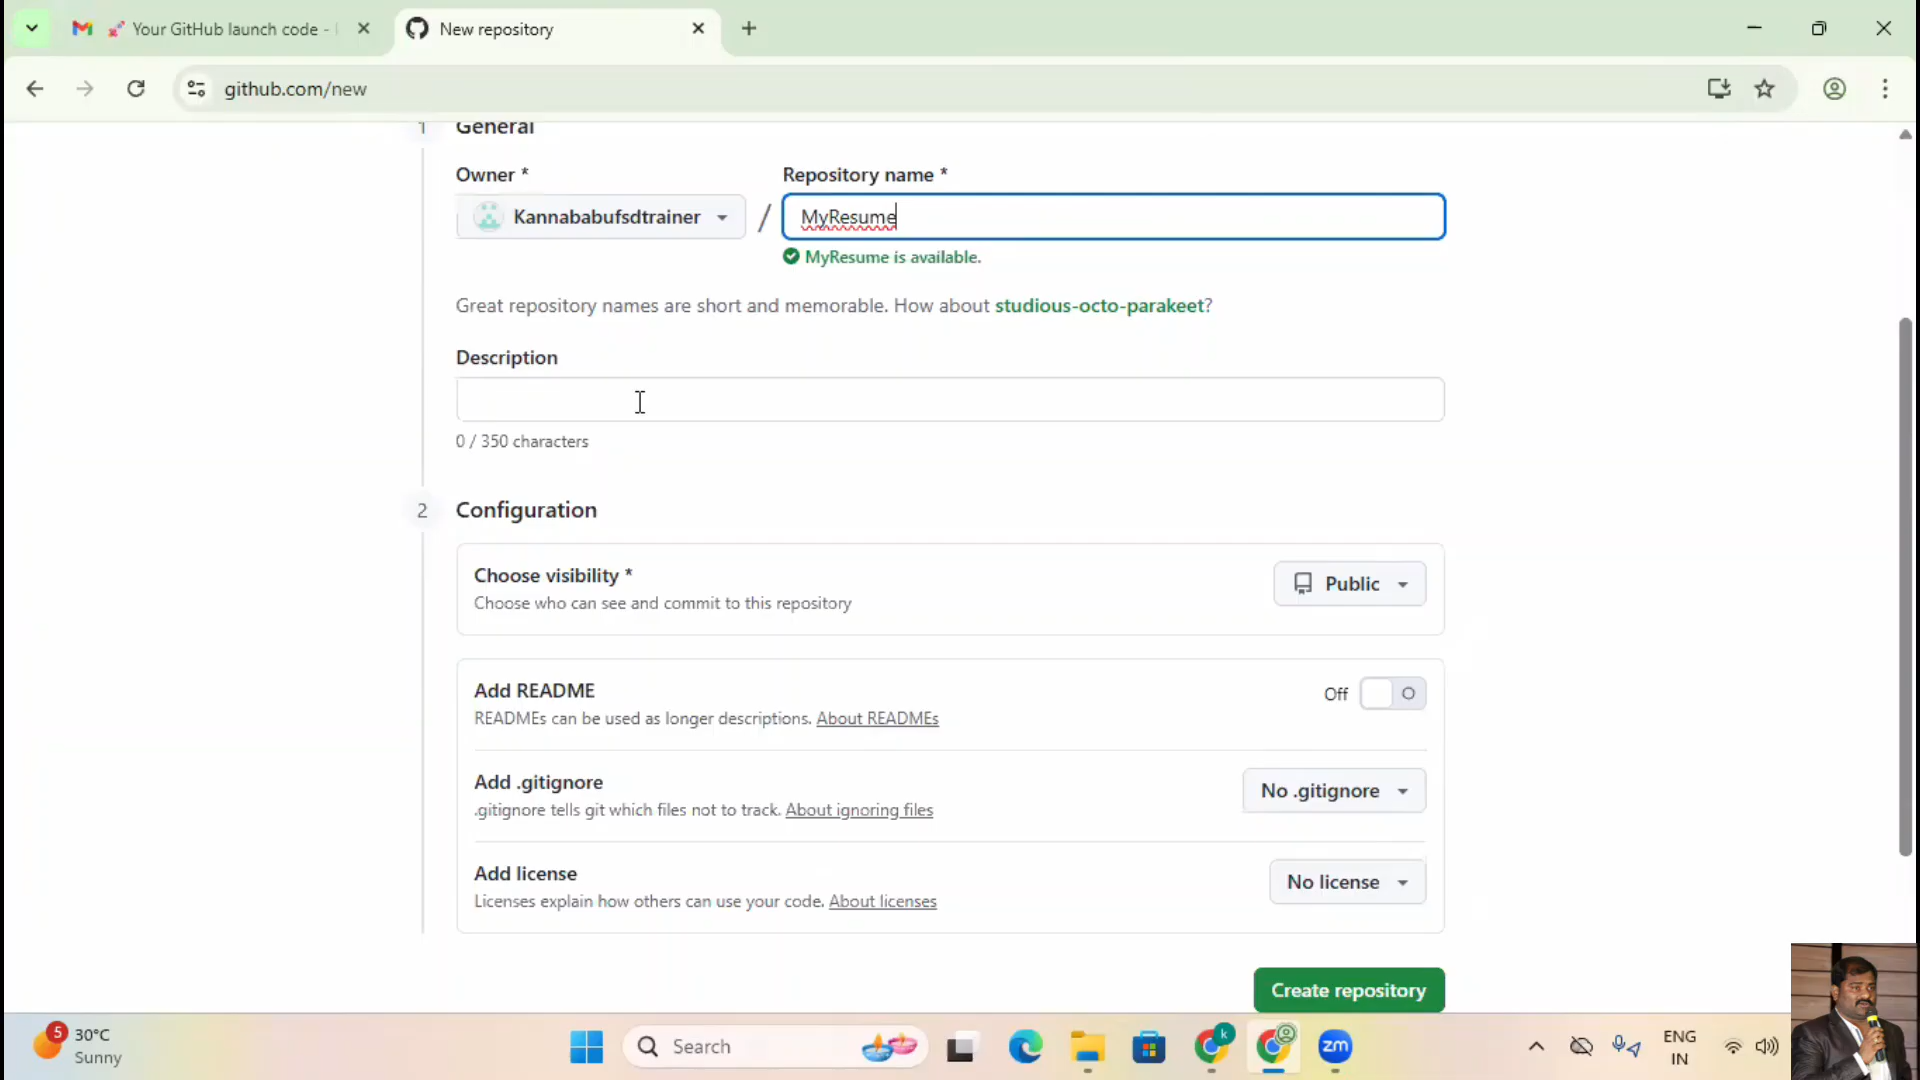 Your GitHub launch code -
New repository
github.com/new
1 General
Owner *
Repository name *
Kannababufsdtrainer
/
MyResume
MyResume is available.
Great repository names are short and memorable. How about studious-octo-parakeet?
Description
0 / 350 characters
2 Configuration
Choose visibility *
Choose who can see and commit to this repository
Public
Add README
READMEs can be used as longer descriptions. About READMEs
Off
Add .gitignore
.gitignore tells git which files not to track. About ignoring files
No .gitignore
Add license
Licenses explain how others can use your code. About licenses
No license
Create repository
5
30°C
Sunny
Search
k
zm
ENG
IN